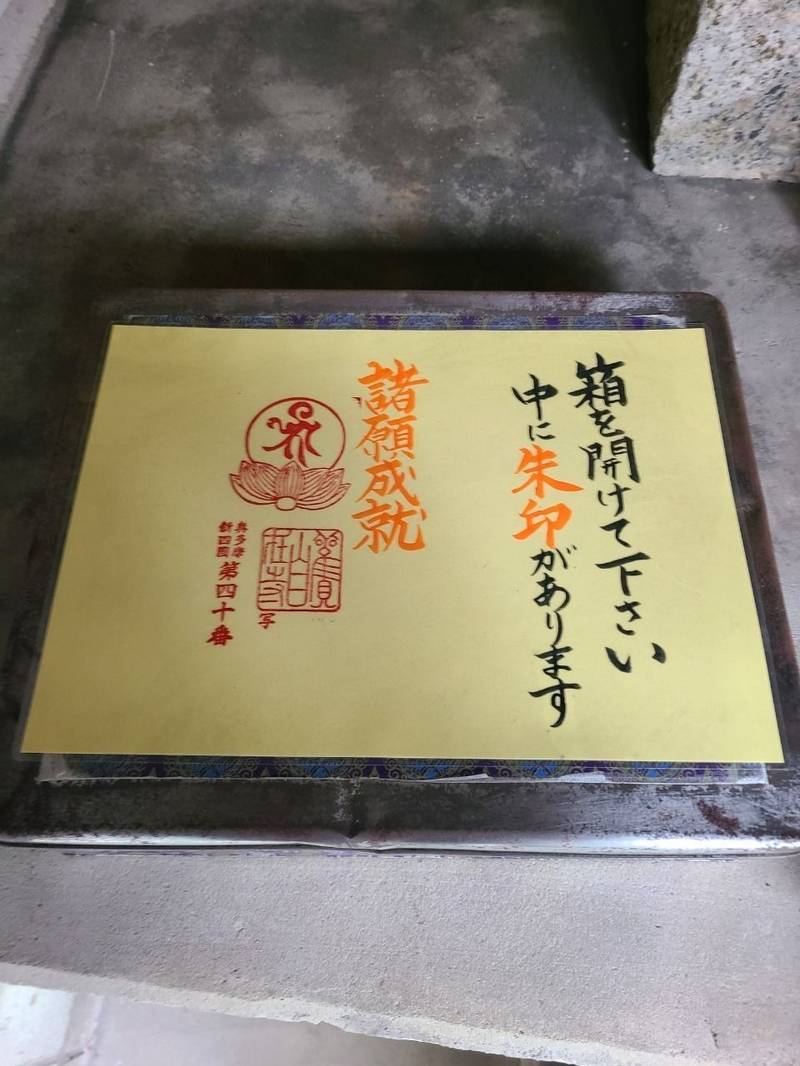 箱を開けて下さい
中に朱印があります
諸願成就
写
奥多摩
新四国
第四十番